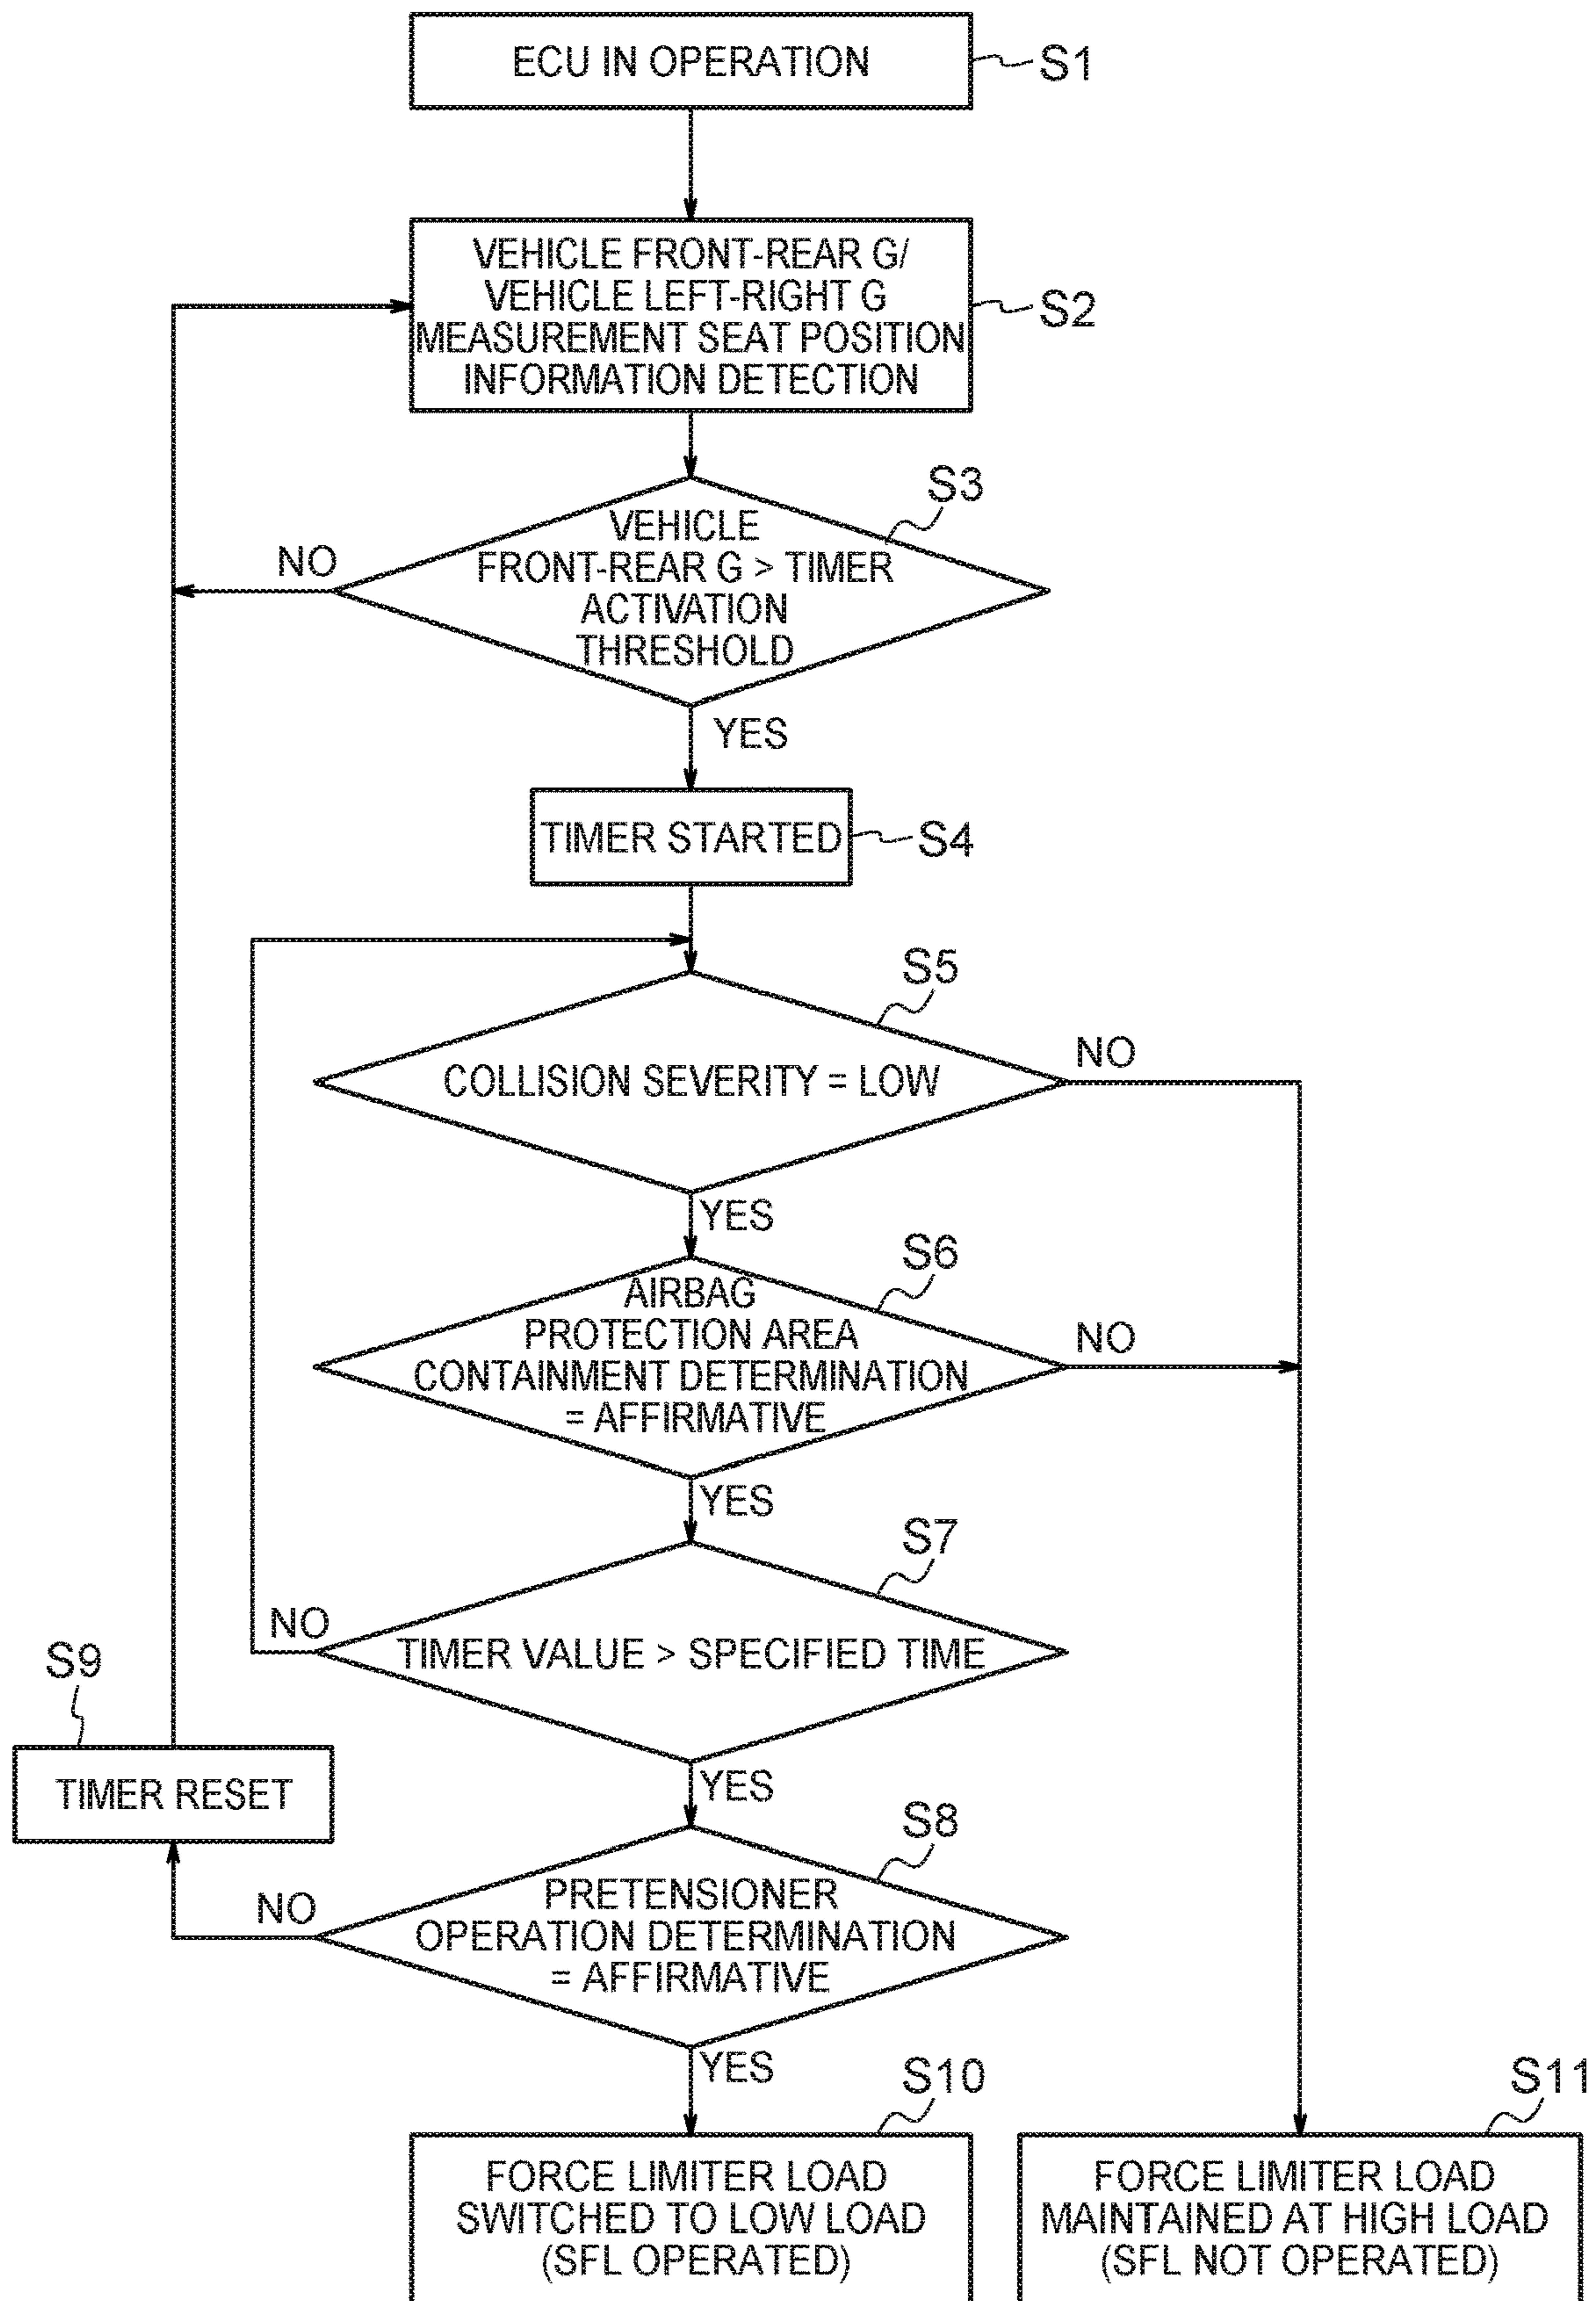 ECU IN OPERATION
S1
VEHICLE FRONT-REAR G/
VEHICLE LEFT-RIGHT G
MEASUREMENT SEAT POSITION
INFORMATION DETECTION
S2
S3
VEHICLE
FRONT-REAR G > TIMER
ACTIVATION
THRESHOLD
NO
YES
TIMER STARTED
S4
S5
COLLISION SEVERITY = LOW
NO
YES
S6
AIRBAG
PROTECTION AREA
CONTAINMENT DETERMINATION
= AFFIRMATIVE
NO
YES
S7
TIMER VALUE > SPECIFIED TIME
NO
YES
S9
TIMER RESET
S8
PRETENSIONER
OPERATION DETERMINATION
= AFFIRMATIVE
NO
YES
S10
FORCE LIMITER LOAD
SWITCHED TO LOW LOAD
(SFL OPERATED)
S11
FORCE LIMITER LOAD
MAINTAINED AT HIGH LOAD
(SFL NOT OPERATED)